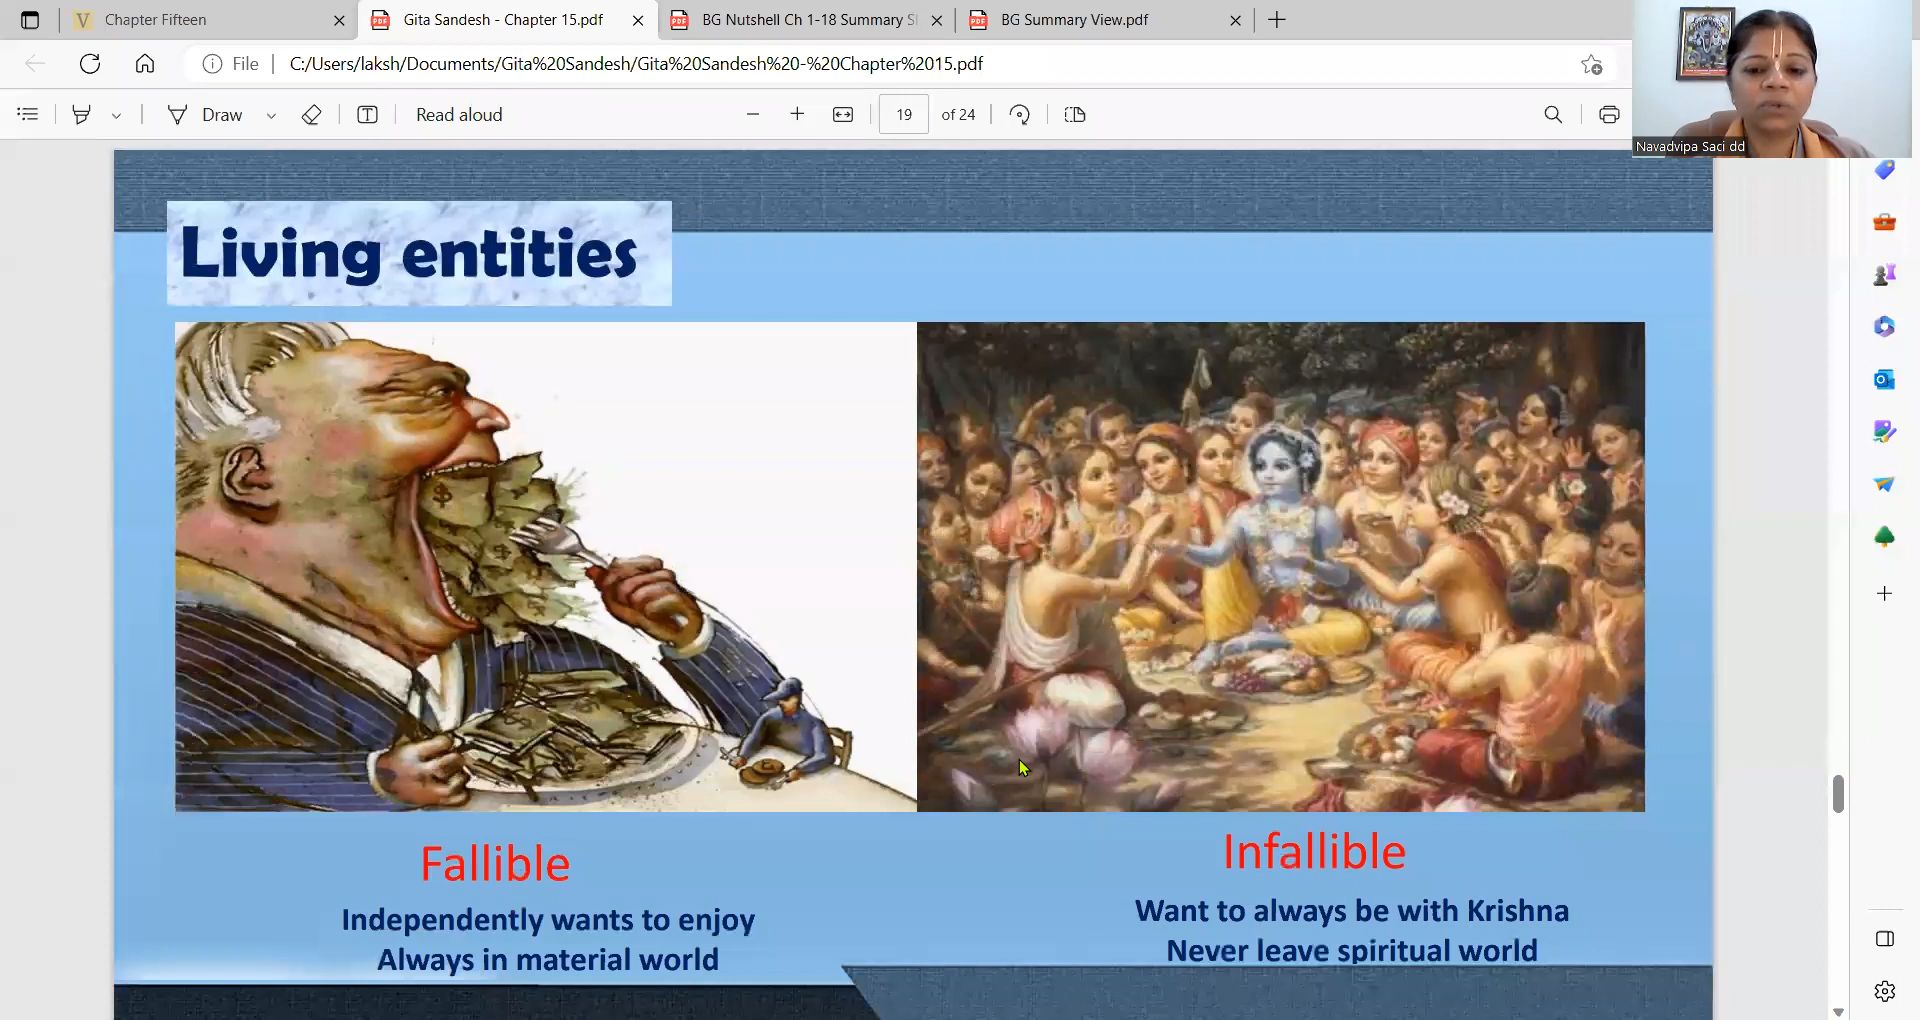 Chapter Fifteen
Gita Sandesh - Chapter 15.pdf
BG Nutshell Ch 1-18 Summary S
BG Summary View.pdf
File
C:/Users/laksh/Documents/Gita%20Sandesh/Gita%20Sandesh%20-%20Chapter%2015.pdf
Draw
Read aloud
19
of 24
Navadvipa Saci dd
Living entities
Fallible
Independently wants to enjoy
Always in material world
Infallible
Want to always be with Krishna
Never leave spiritual world